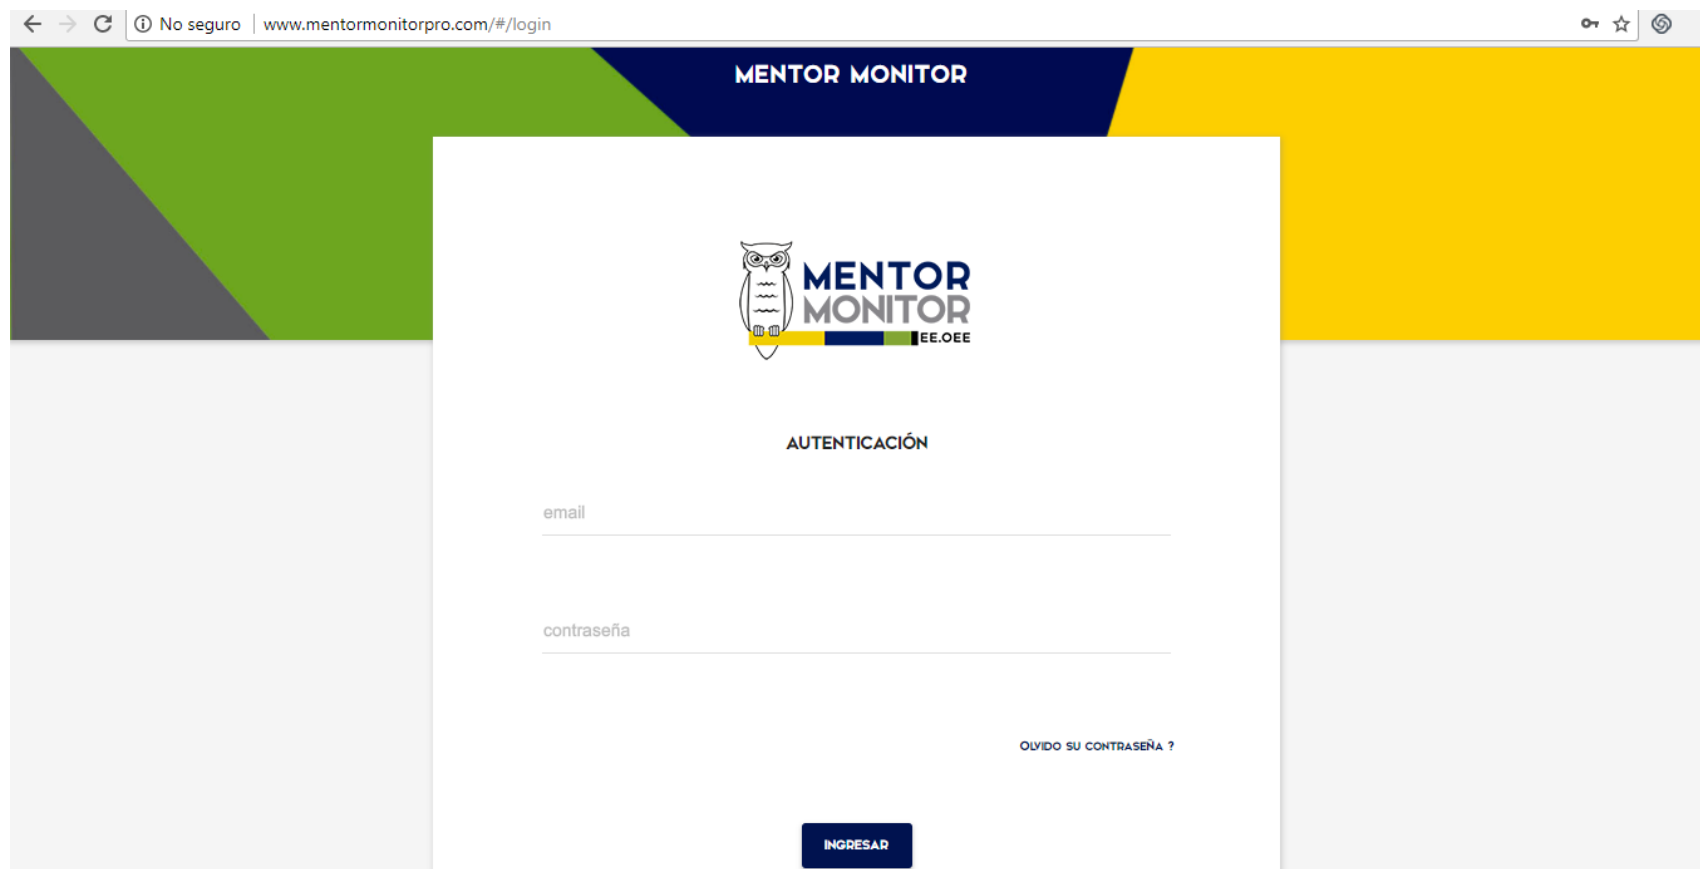 No seguro www.mentormonitorpro.com/#/login
MENTOR MONITOR
MENTOR
MONITOR
EE.OEE
AUTENTICACIÓN
email
contraseña
OLVIDO SU CONTRASEÑA ?
INGRESAR